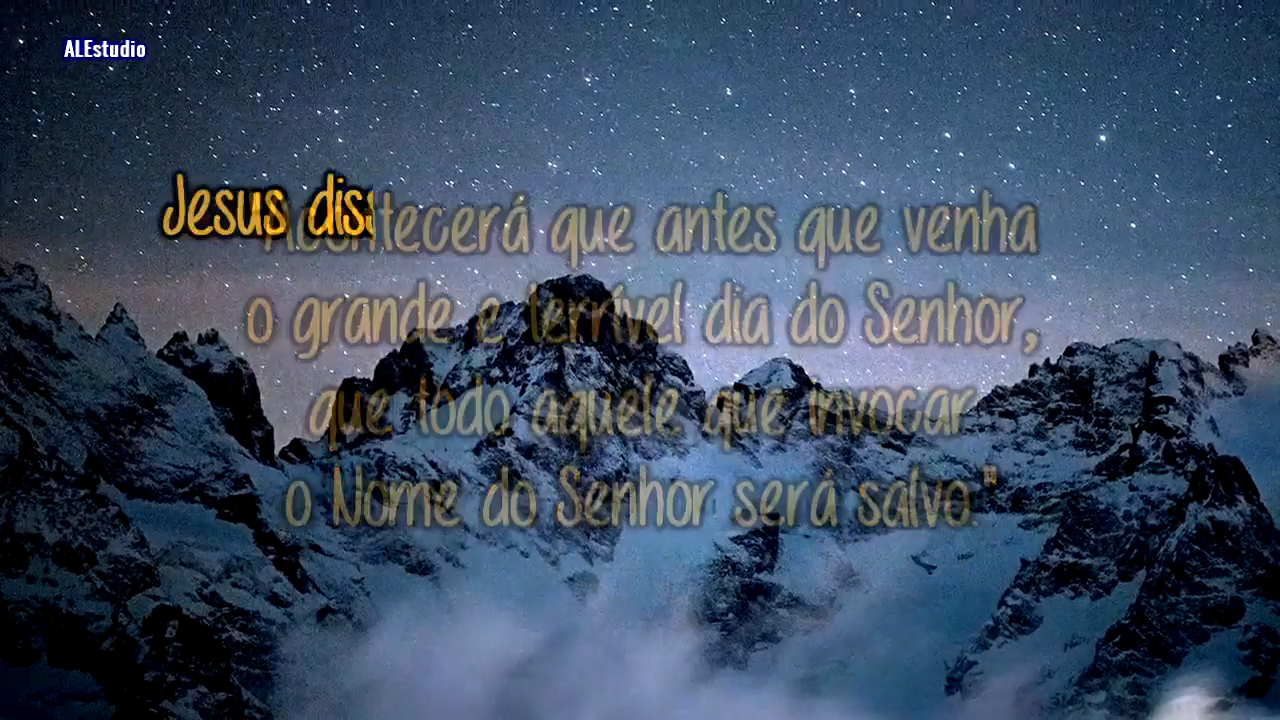 ALEstudio
Jesus dis
Acontecerá que antes que venha
o grande e terrível dia do Senhor,
que todo aquele que invocar
o Nome do Senhor será salvo."